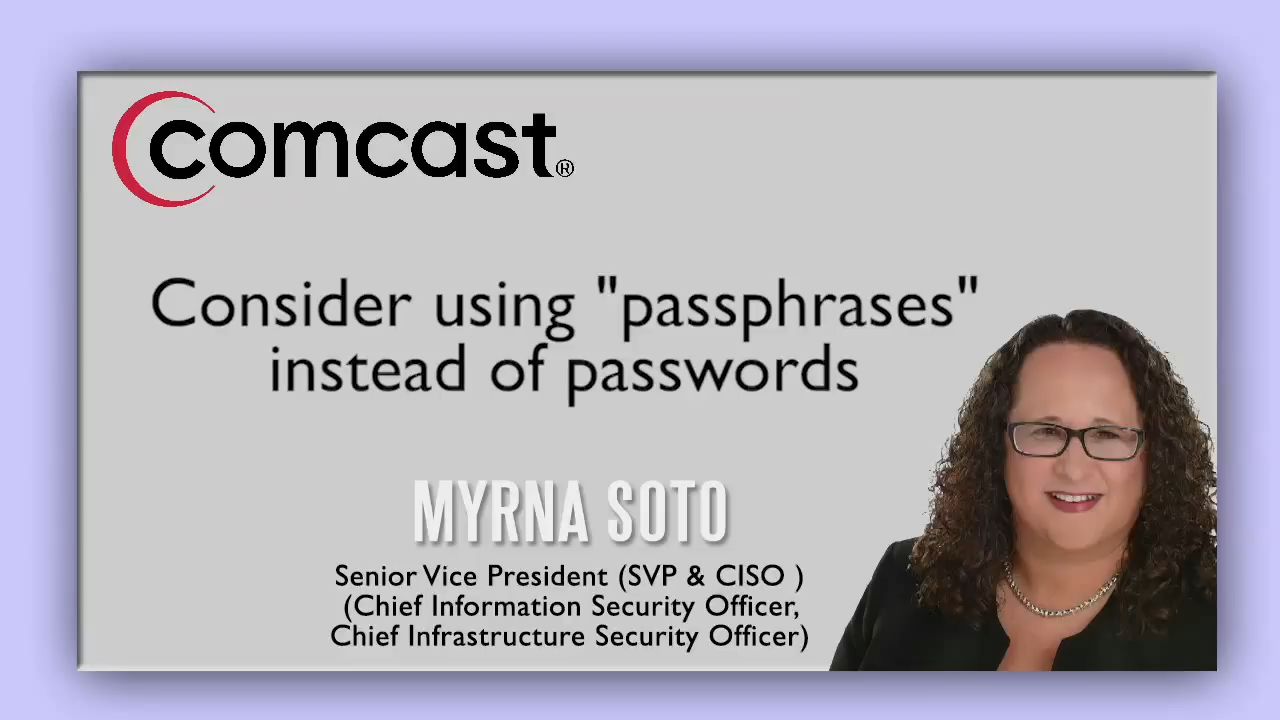 comcast®
Consider using "passphrases"
instead of passwords
MYRNA SOTO
Senior Vice President (SVP & CISO )
(Chief Information Security Officer,
Chief Infrastructure Security Officer)